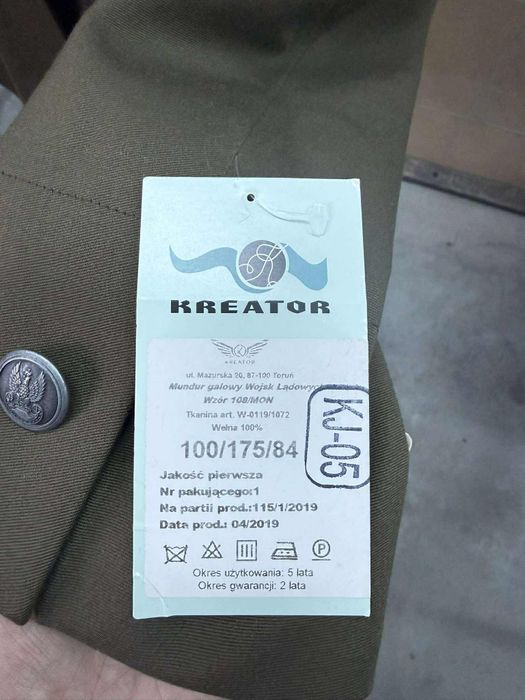 KREATOR
KREATOR
ul. Mazurska 20, 87-100 Toruń
Mundur galowy Wojsk Lądowych
Wzór 108/MON
Tkanina art. W-0119/1072
Wełna 100%
100/175/84
KJ-05
Jakość pierwsza
Nr pakującego:1
Na partii prod.:115/1/2019
Data prod.: 04/2019
P
Okres użytkowania: 5 lata
Okres gwarancji: 2 lata